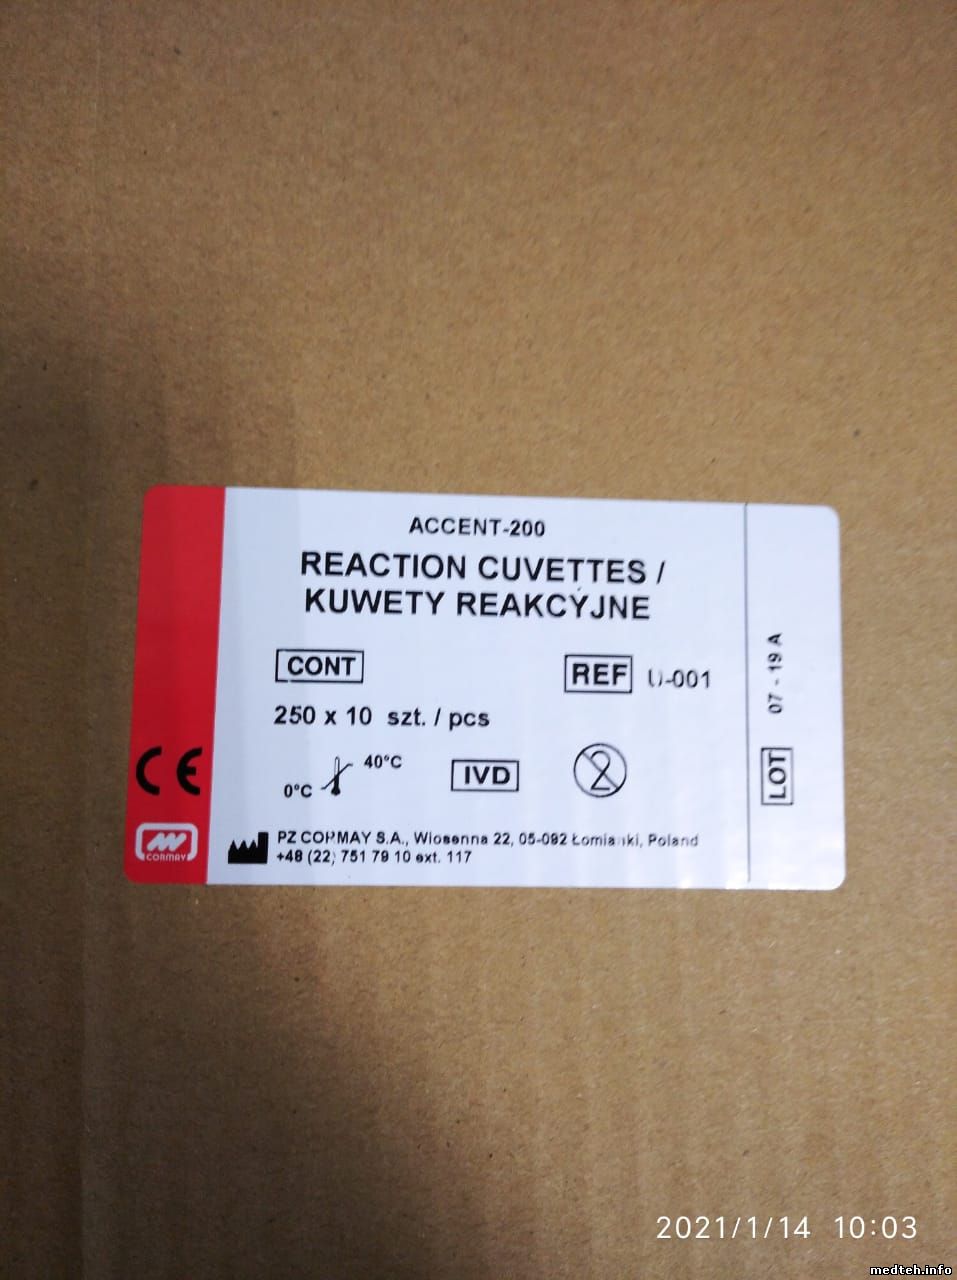 ACCENT-200
REACTION CUVETTES /
KUWETY REAKCYJNE
CONT
REF -001
250 x 10 szt. / pcs
0°C 40°C
IVD
2
CE
CORMAY
PZ CORMAY S.A., Wiosenna 22, 05-092 Łomianki, Poland
+48 (22) 751 79 10 ext. 117
LOT 07 - 19 A
2021/1/14 10:03
medteh.info